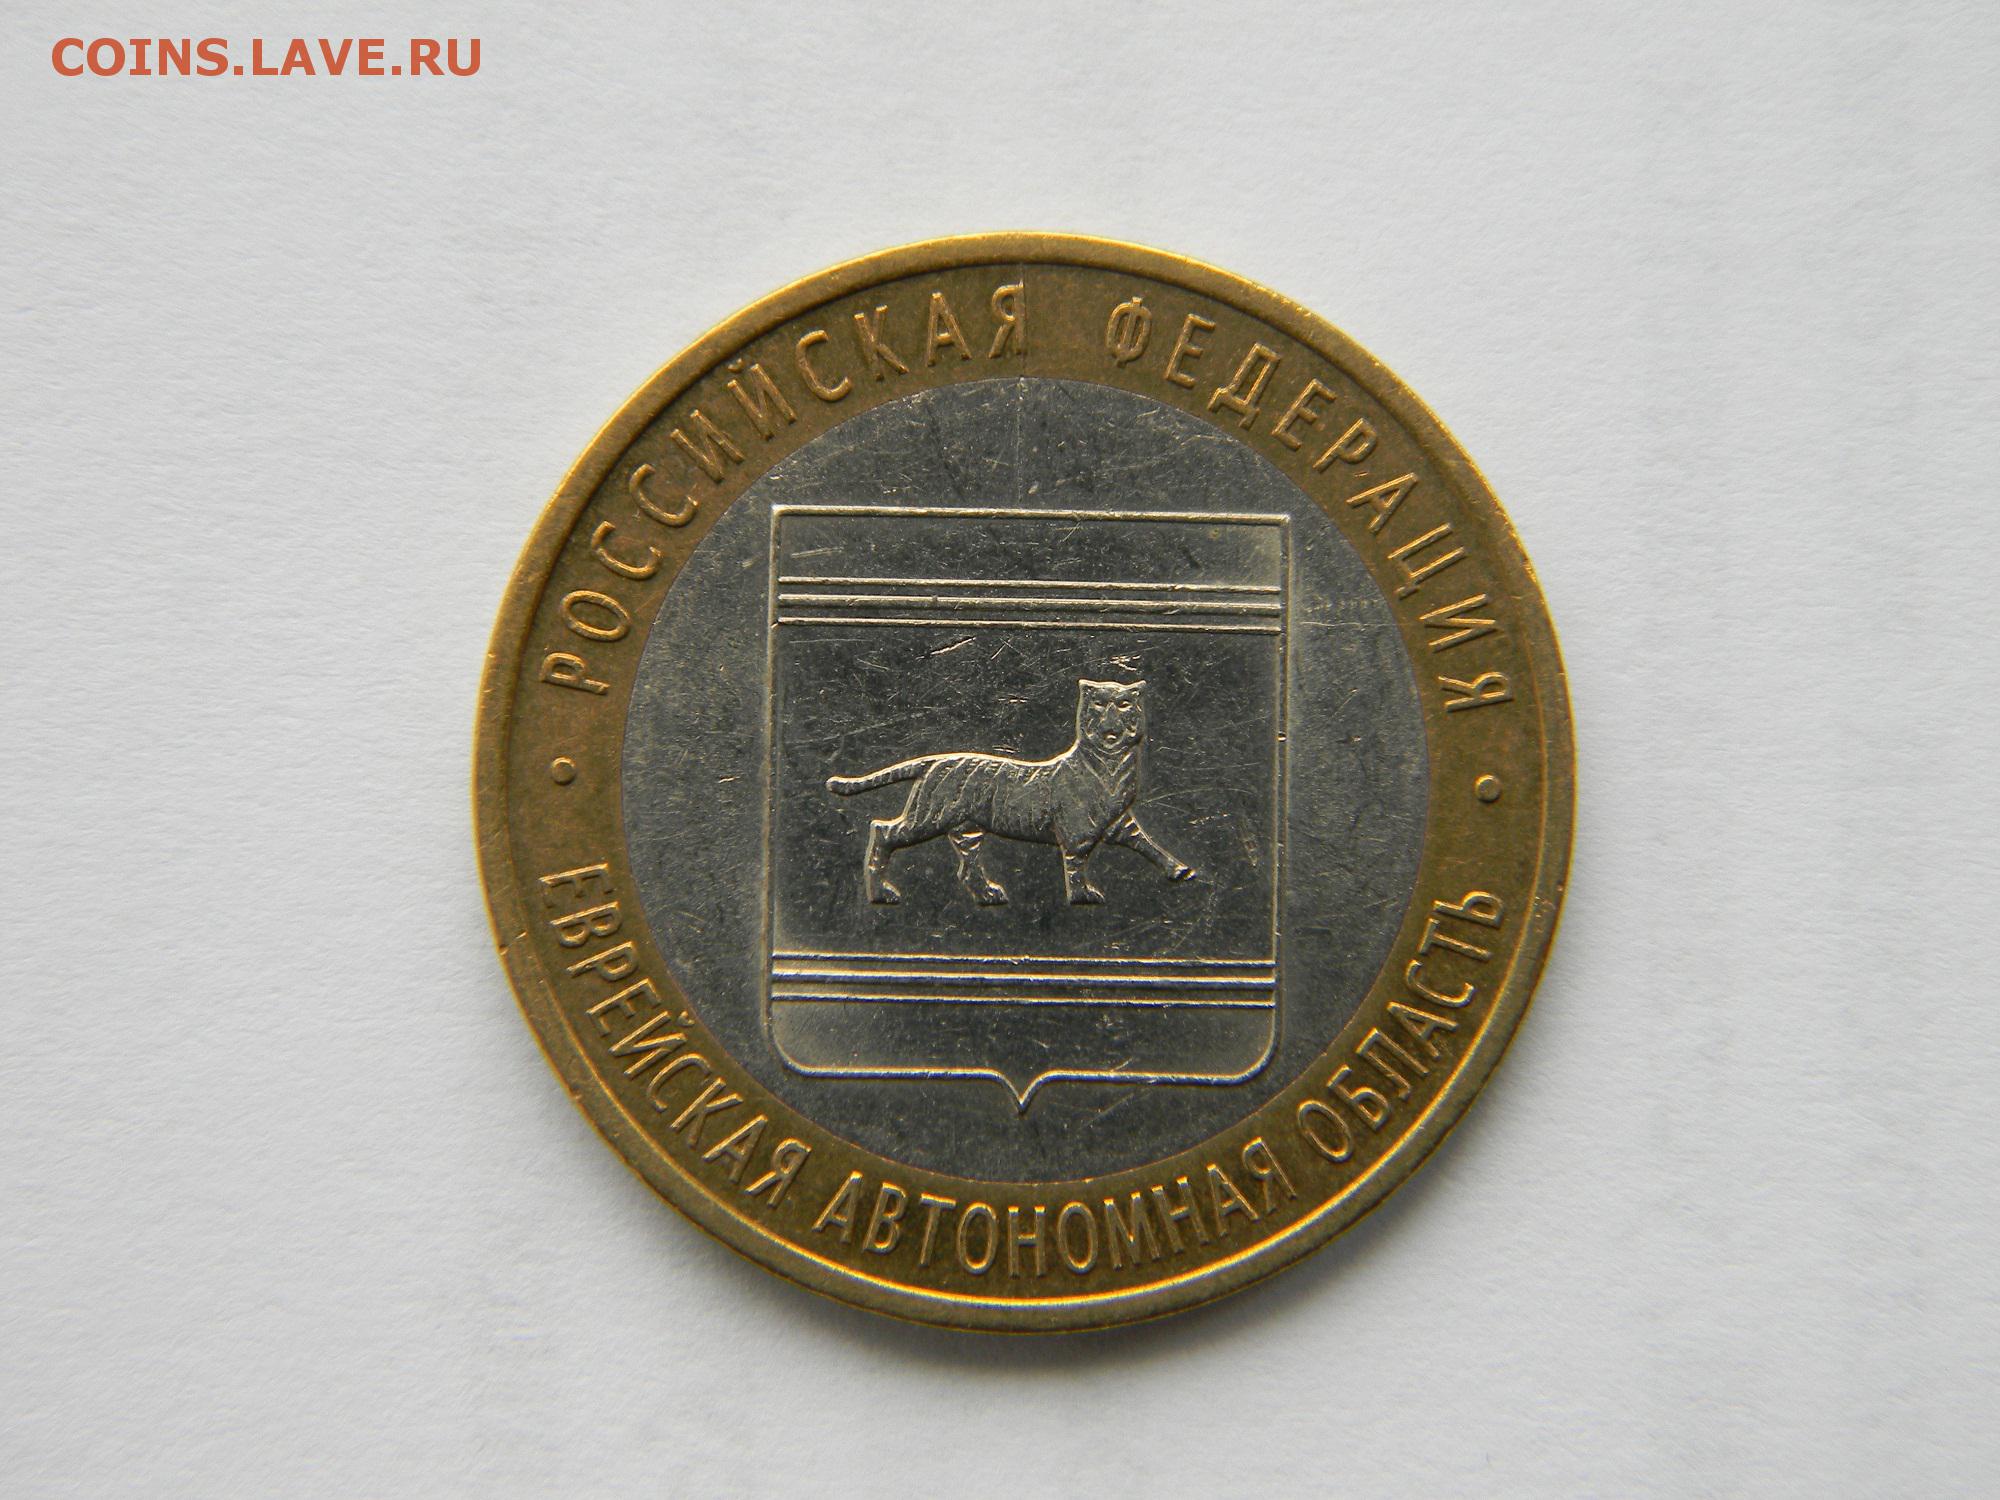 COINS.LAVE.RU
РОССИЙСКАЯ ФЕДЕРАЦИЯ
ЕВРЕЙСКАЯ АВТОНОМНАЯ ОБЛАСТЬ